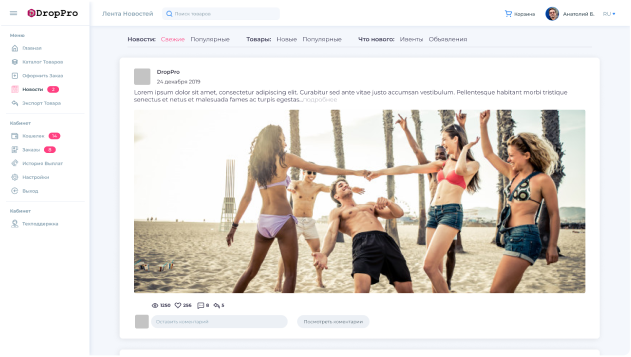 DropPro
Лента Новостей
Поиск товаров
Корзина
Анатолий Б.
RU
Меню
Главная
Каталог Товаров
Оформить Заказ
Новости 2
Экспорт Товара
Кабинет
Кошелек 14
Заказы 8
История Выплат
Настройки
Выход
Кабинет
Техподдержка
Новости: Свежие Популярные Товары: Новые Популярные Что нового: Ивенты Объявления
DropPro
24 декабря 2019
Lorem ipsum dolor sit amet, consectetur adipiscing elit. Curabitur sed ante vitae justo accumsan vestibulum. Pellentesque habitant morbi tristique
senectus et netus et malesuada fames ac turpis egestas...подробнее
1250 256 8 5
Оставить коментарий
Посмотреть коментарии